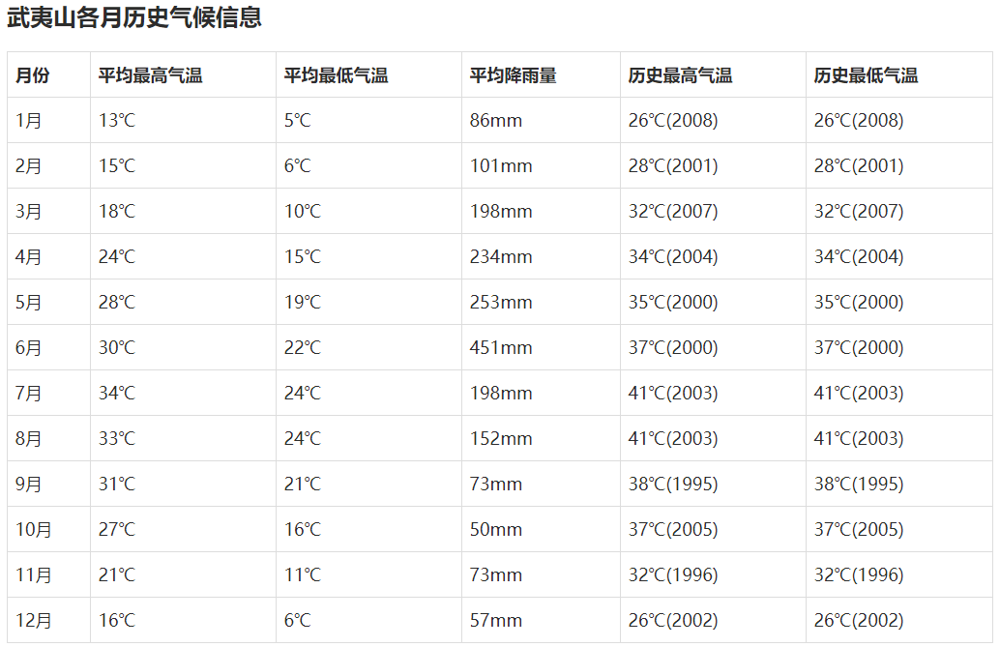 武夷山各月历史气候信息
月份 平均最高气温 平均最低气温 平均降雨量 历史最高气温 历史最低气温
1月 13℃ 5℃ 86mm 26℃(2008) 26℃(2008)
2月 15℃ 6℃ 101mm 28℃(2001) 28℃(2001)
3月 18℃ 10℃ 198mm 32℃(2007) 32℃(2007)
4月 24℃ 15℃ 234mm 34℃(2004) 34℃(2004)
5月 28℃ 19℃ 253mm 35℃(2000) 35℃(2000)
6月 30℃ 22℃ 451mm 37℃(2000) 37℃(2000)
7月 34℃ 24℃ 198mm 41℃(2003) 41℃(2003)
8月 33℃ 24℃ 152mm 41℃(2003) 41℃(2003)
9月 31℃ 21℃ 73mm 38℃(1995) 38℃(1995)
10月 27℃ 16℃ 50mm 37℃(2005) 37℃(2005)
11月 21℃ 11℃ 73mm 32℃(1996) 32℃(1996)
12月 16℃ 6℃ 57mm 26℃(2002) 26℃(2002)